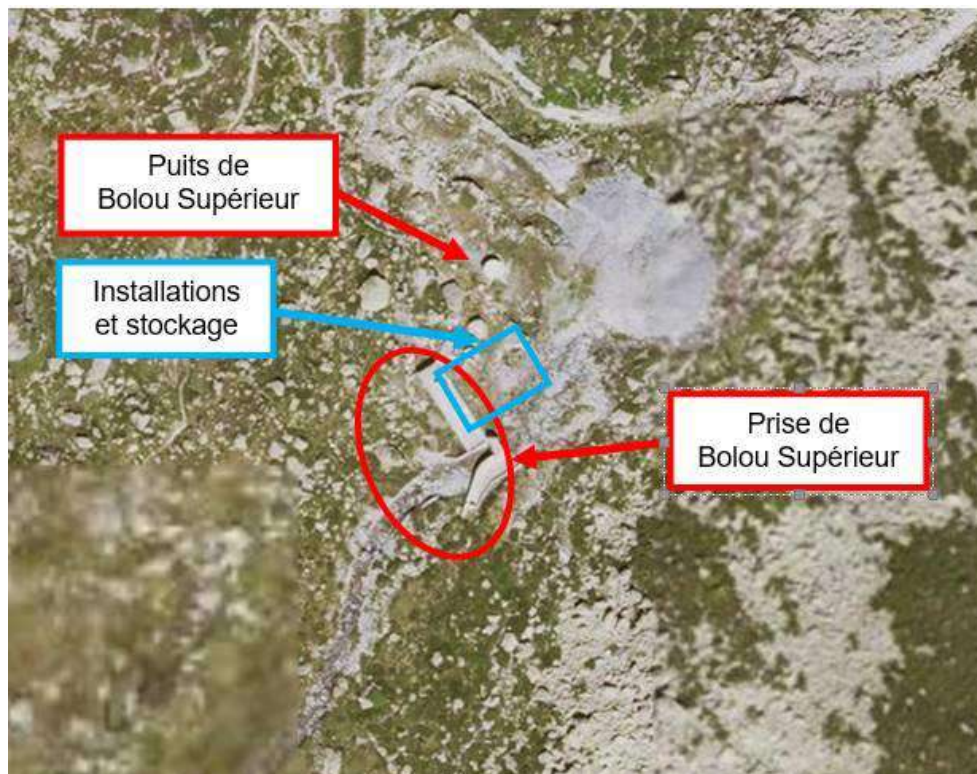 Puits de
Bolou Supérieur
Installations
et stockage
Prise de
Bolou Supérieur